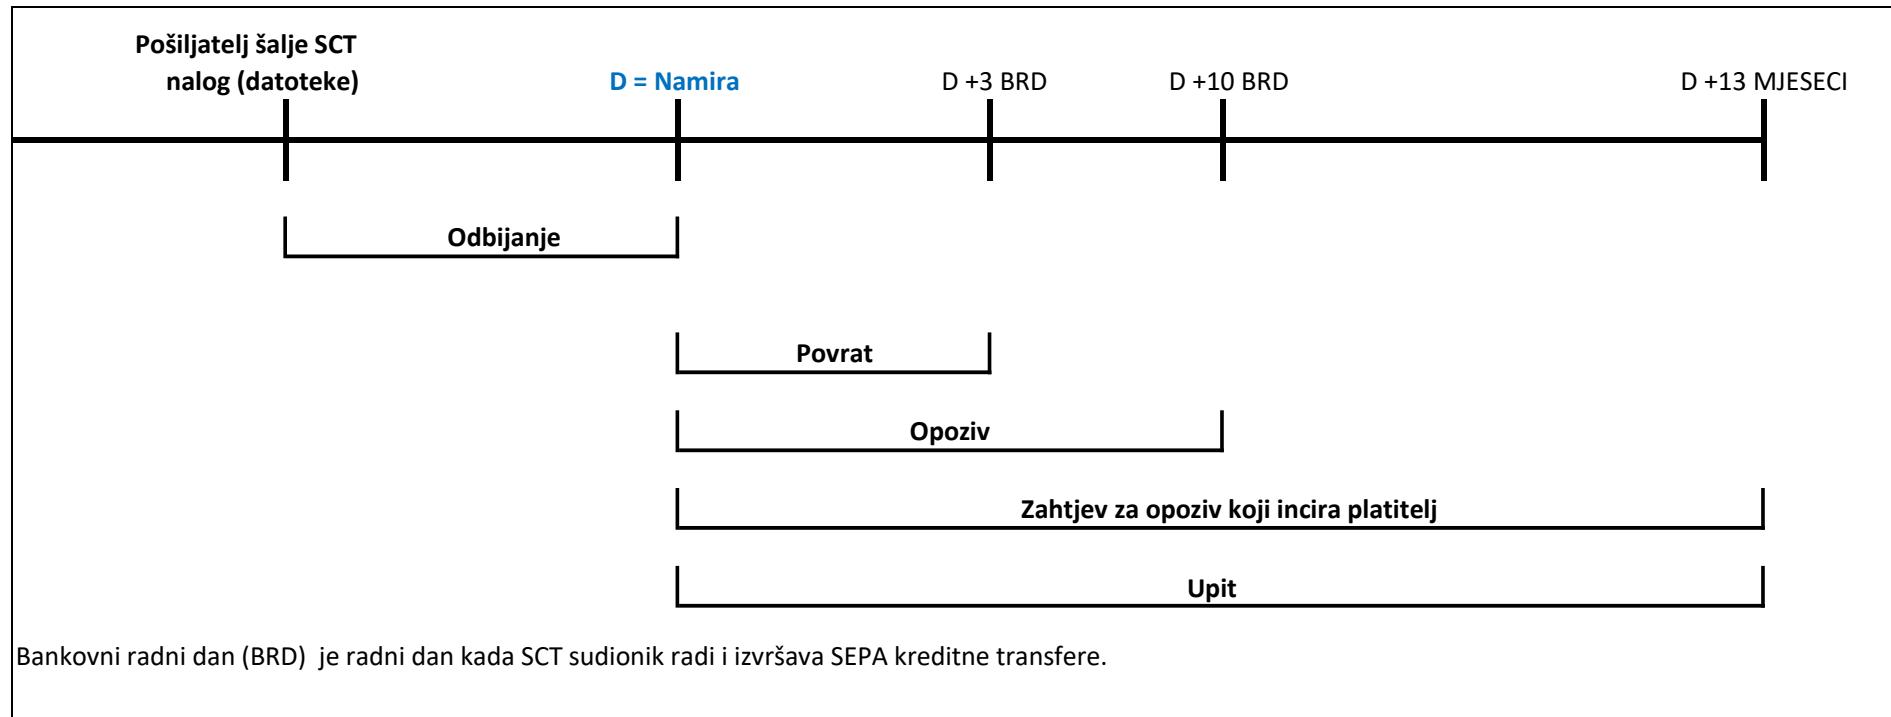 Pošiljatelj šalje SCT
nalog (datoteke)
D = Namira
D +3 BRD
D +10 BRD
D +13 MJESECI
Odbijanje
Povrat
Opoziv
Zahtjev za opoziv koji incira platitelj
Upit
Bankovni radni dan (BRD)  je radni dan kada SCT sudionik radi i izvršava SEPA kreditne transfere.